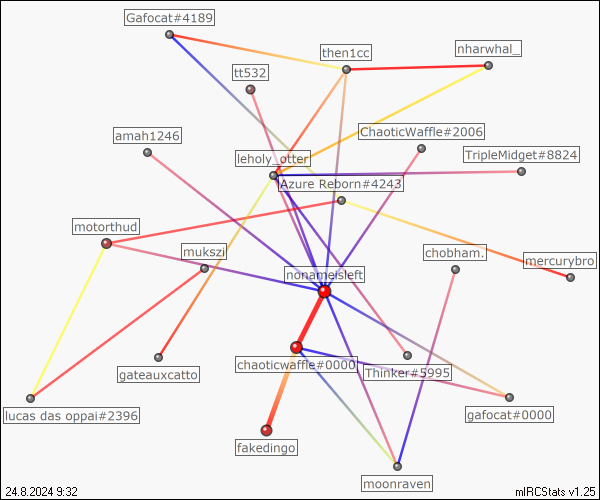 Gafocat#4189
then1cc
nharwhal_
tt532
amah1246
ChaoticWaffle#2006
leholy_otter
TripleMidget#8824
Azure Reborn#4243
motorthud
mukszi
chobham.
mercurybro
nonameisleft
chaoticwaffle#0000
Thinker#5995
gateauxcatto
lucas das oppai#2396
gafocat#0000
fakedingo
moonraven
24.8.2024 9:32
mIRCStats v1.25